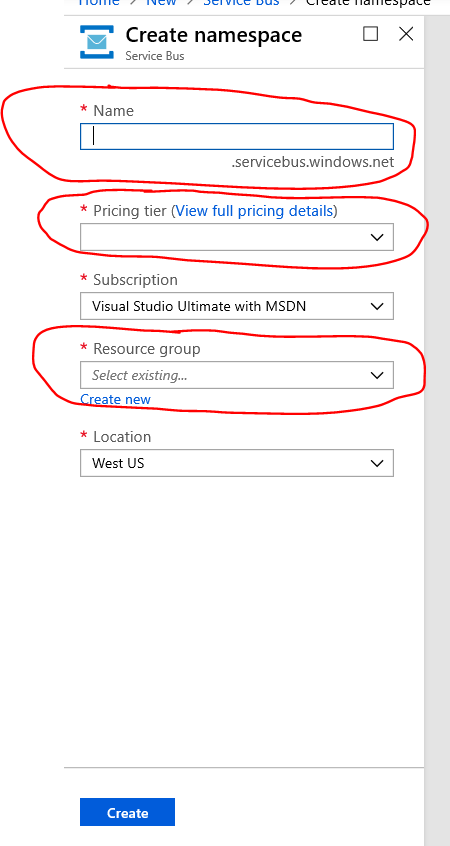 Home > New > Service Bus > Create namespace
Create namespace
Service Bus
* Name
.servicebus.windows.net
* Pricing tier (View full pricing details)
* Subscription
Visual Studio Ultimate with MSDN
* Resource group
Select existing...
Create new
* Location
West US
Create